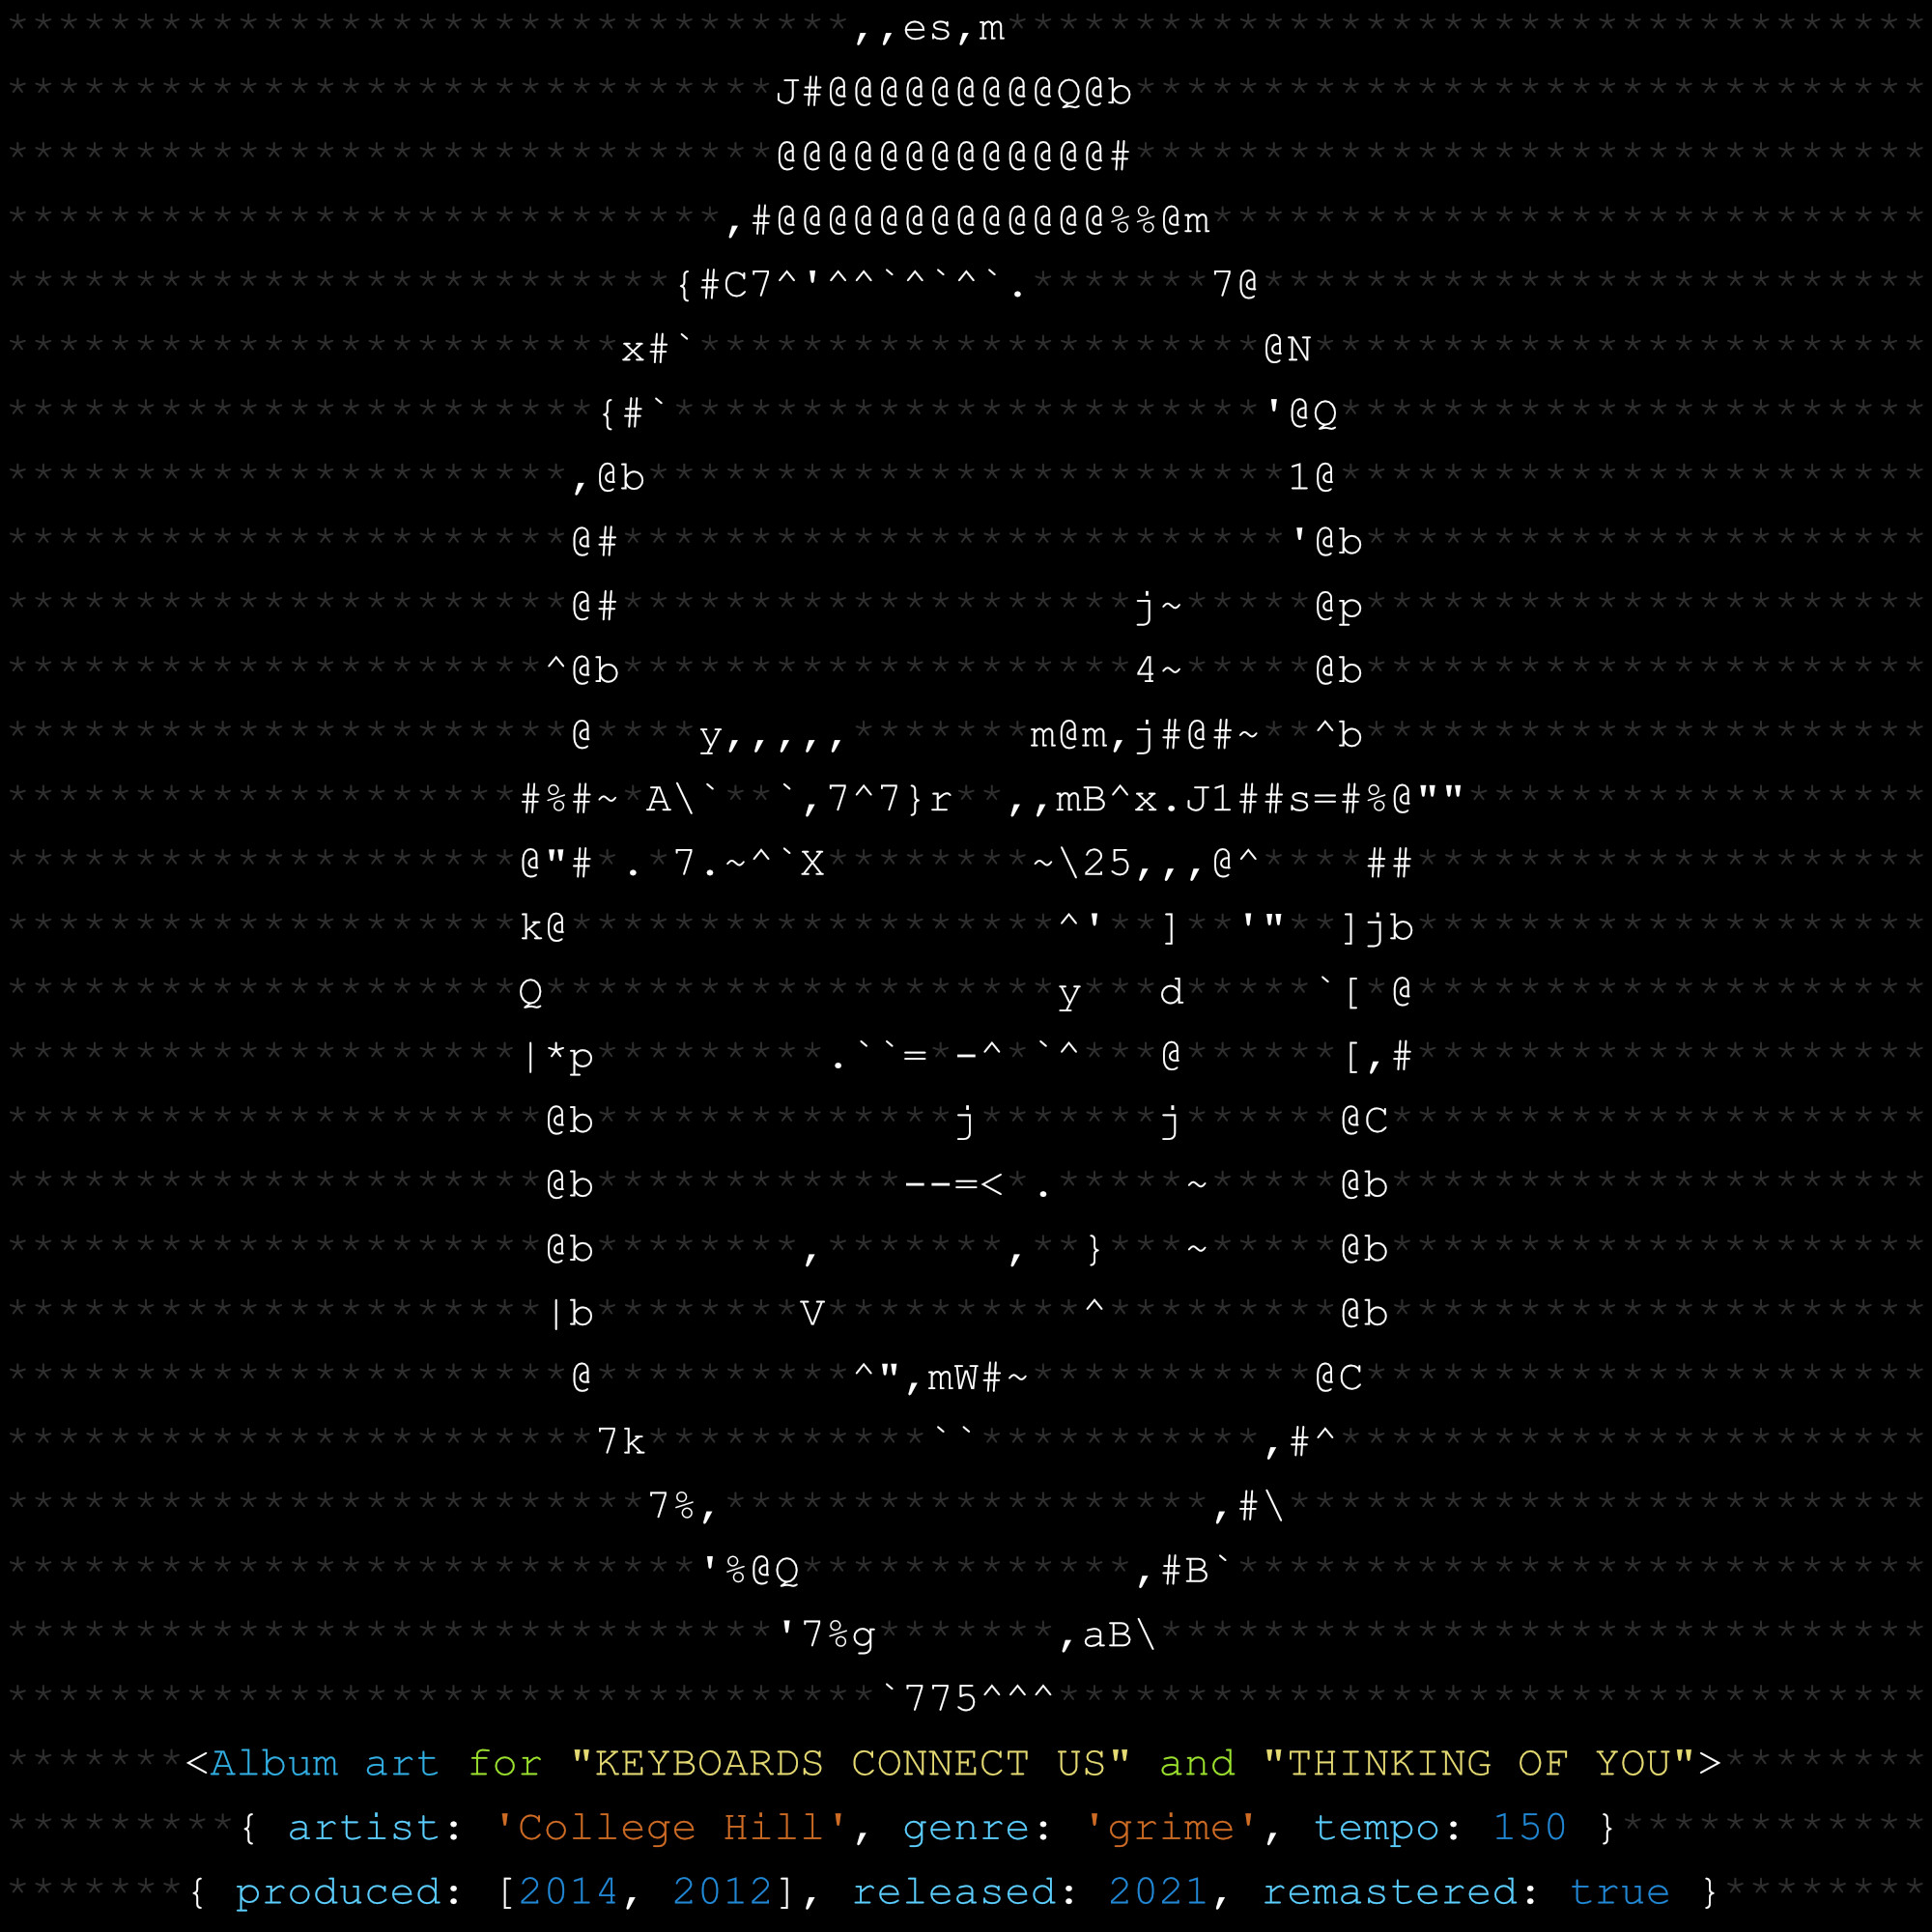 <Album art for "KEYBOARDS CONNECT US" and "THINKING OF YOU">
{ artist: 'College Hill', genre: 'grime', tempo: 150 }
{ produced: [2014, 2012], released: 2021, remastered: true }